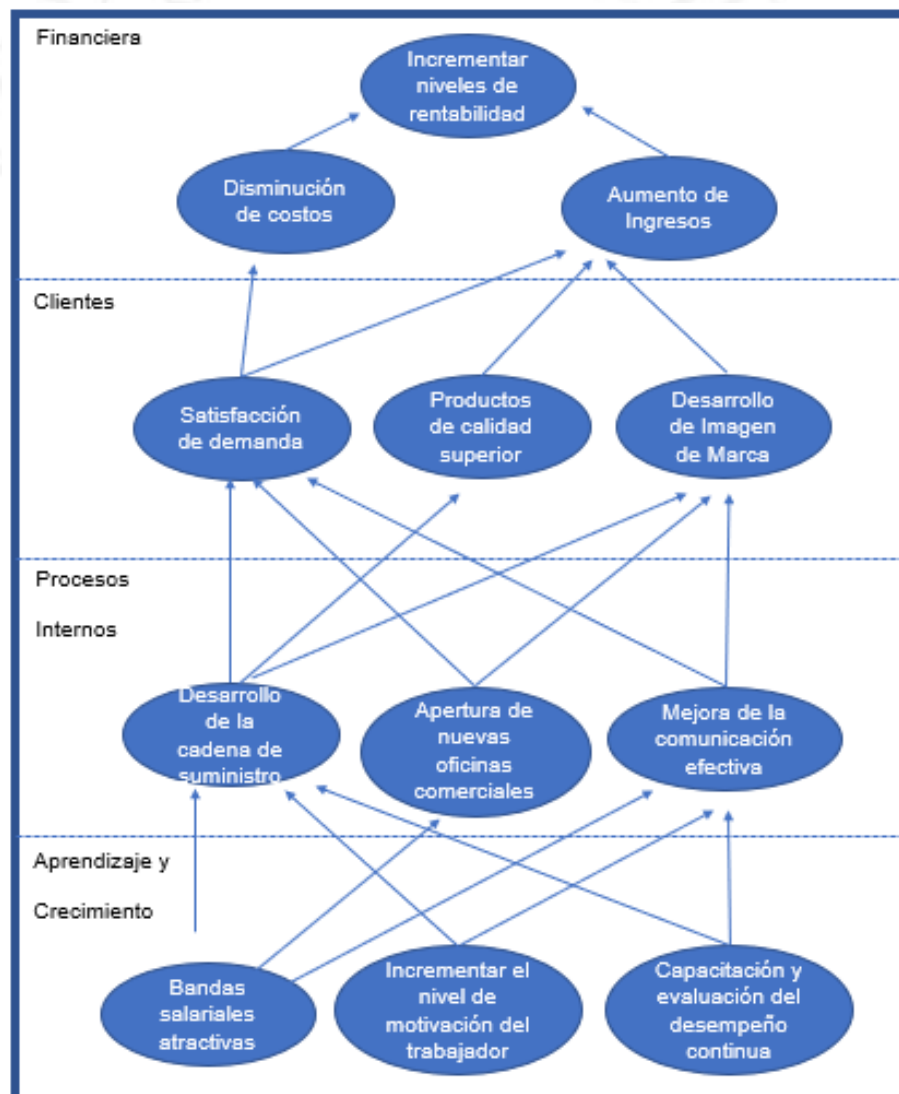 Financiera
Incrementar
niveles de
rentabilidad
Disminución
de costos
Aumento de
Ingresos
Clientes
Satisfacción
de demanda
Productos
de calidad
superior
Desarrollo
de Imagen
de Marca
Procesos
Internos
Desarrollo
de la
cadena de
suministro
Apertura de
nuevas
oficinas
comerciales
Mejora de la
comunicación
efectiva
Aprendizaje y
Crecimiento
Bandas
salariales
atractivas
Incrementar el
nivel de
motivación del
trabajador
Capacitación y
evaluación del
desempeño
continua